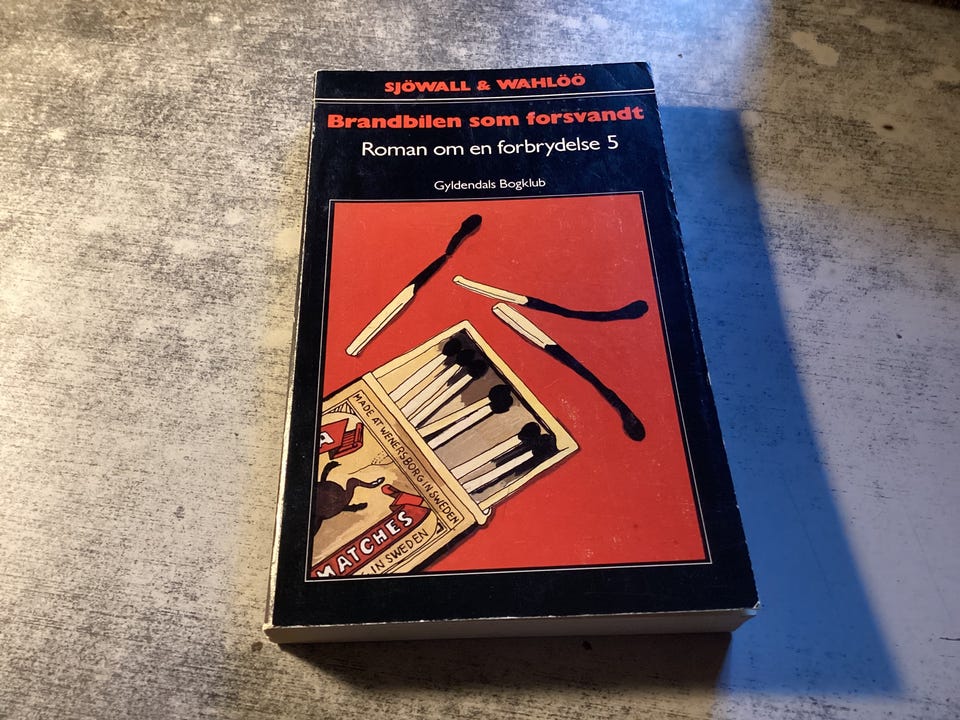 SJÖWALL & WAHLÖÖ
Brandbilen som forsvandt
Roman om en forbrydelse 5
Gyldendals Bogklub
MADE AT WENERSBORG IN SWEDEN
MATCHES
IN SWEDEN